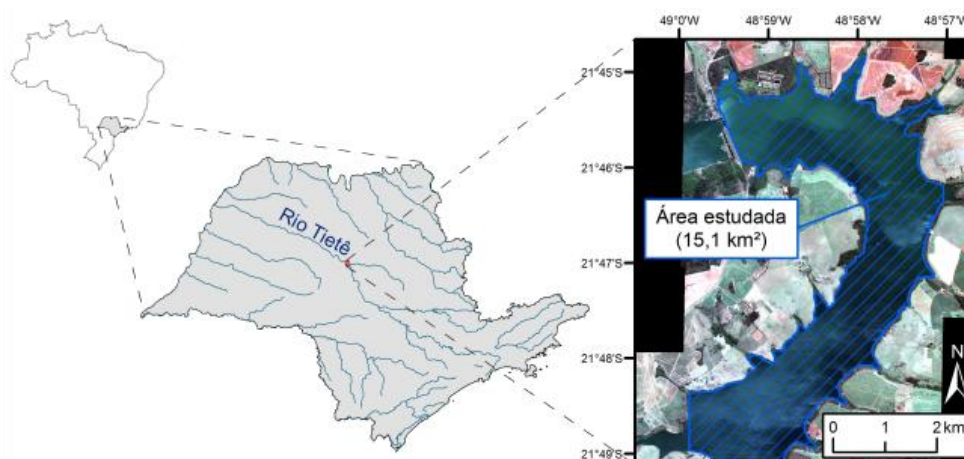 49°0'W 48°59'W 48°58'W 48°57'W
21°45'S
21°46'S
Rio Tietê
Área estudada
(15,1 km²)
21°47'S
21°48'S
N
0 1 2 km
21°49'S